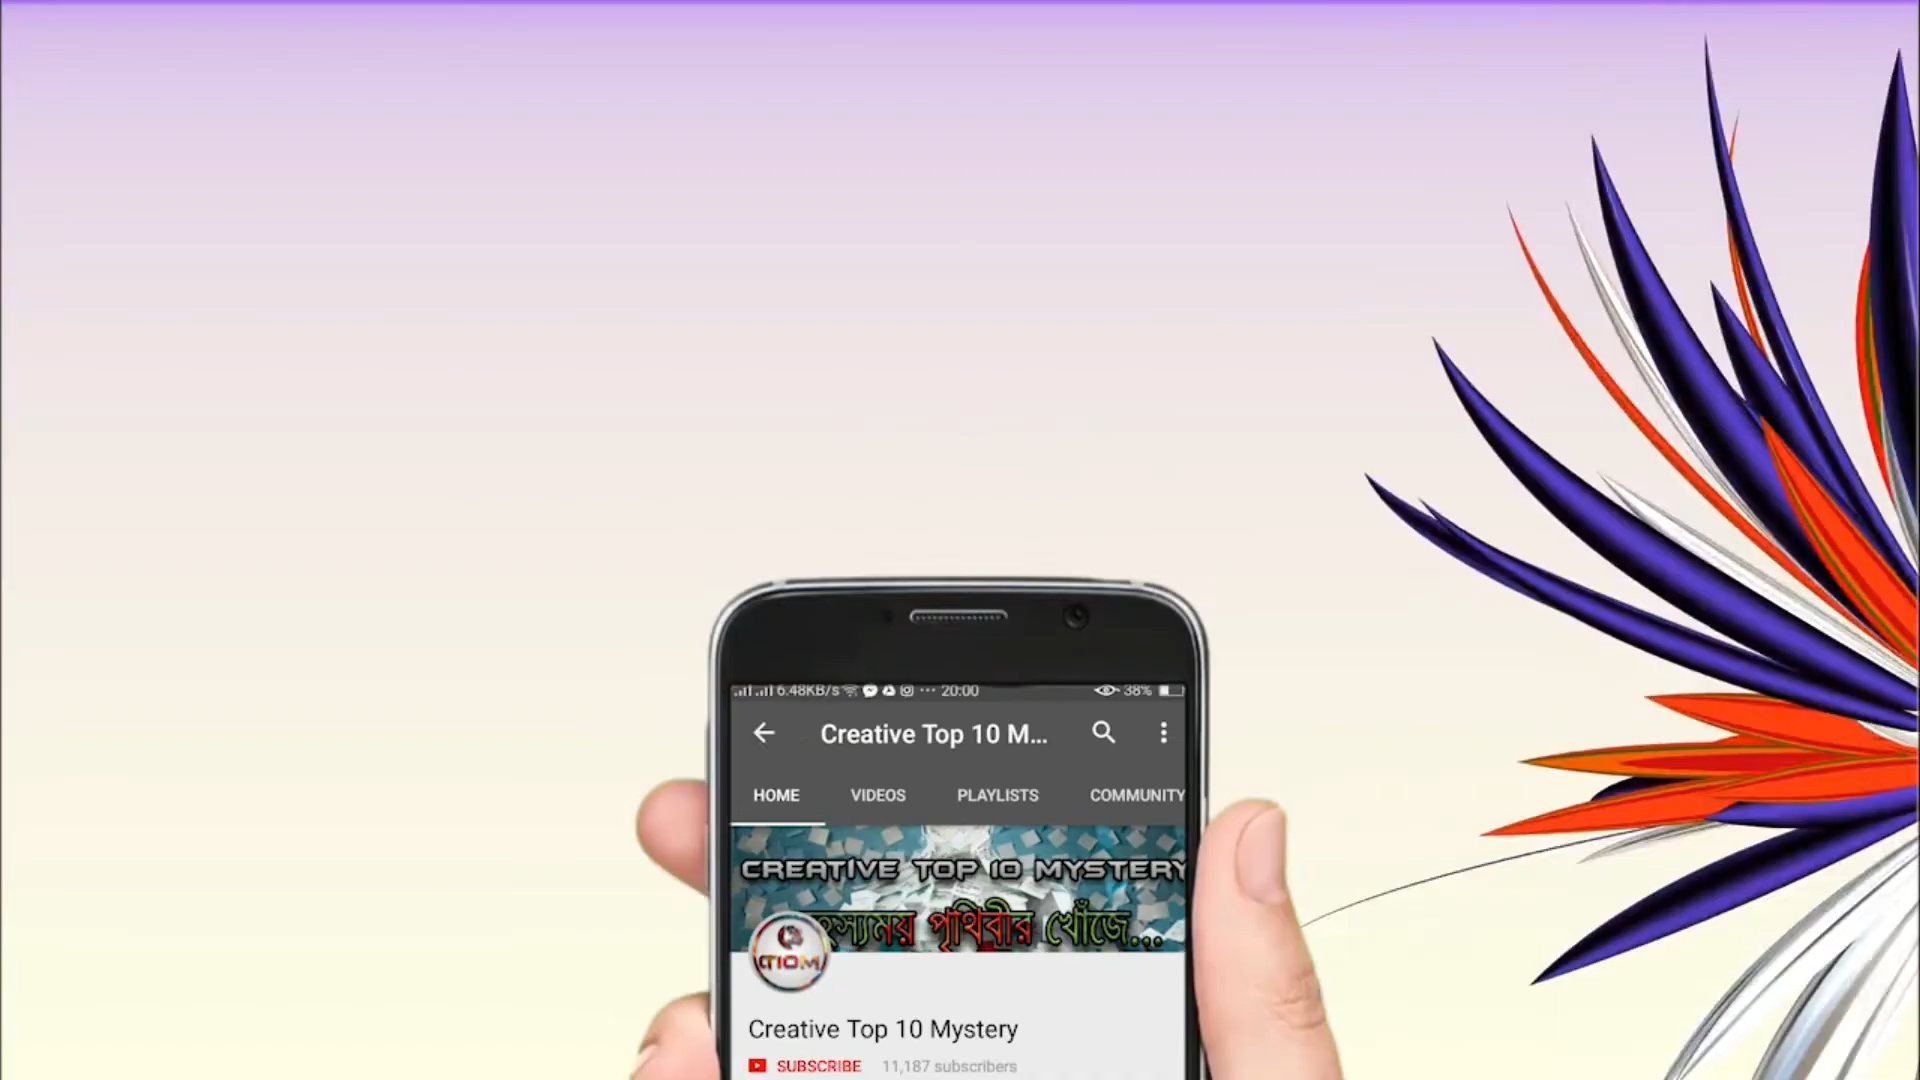 6.48KB/s ··· 20:00 38%
Creative Top 10 M...
HOME VIDEOS PLAYLISTS COMMUNITY
CREATIVE TOP 10 MYSTERY
পৃথিবীর খোঁজে...
CT10M
Creative Top 10 Mystery
SUBSCRIBE 11,187 subscribers